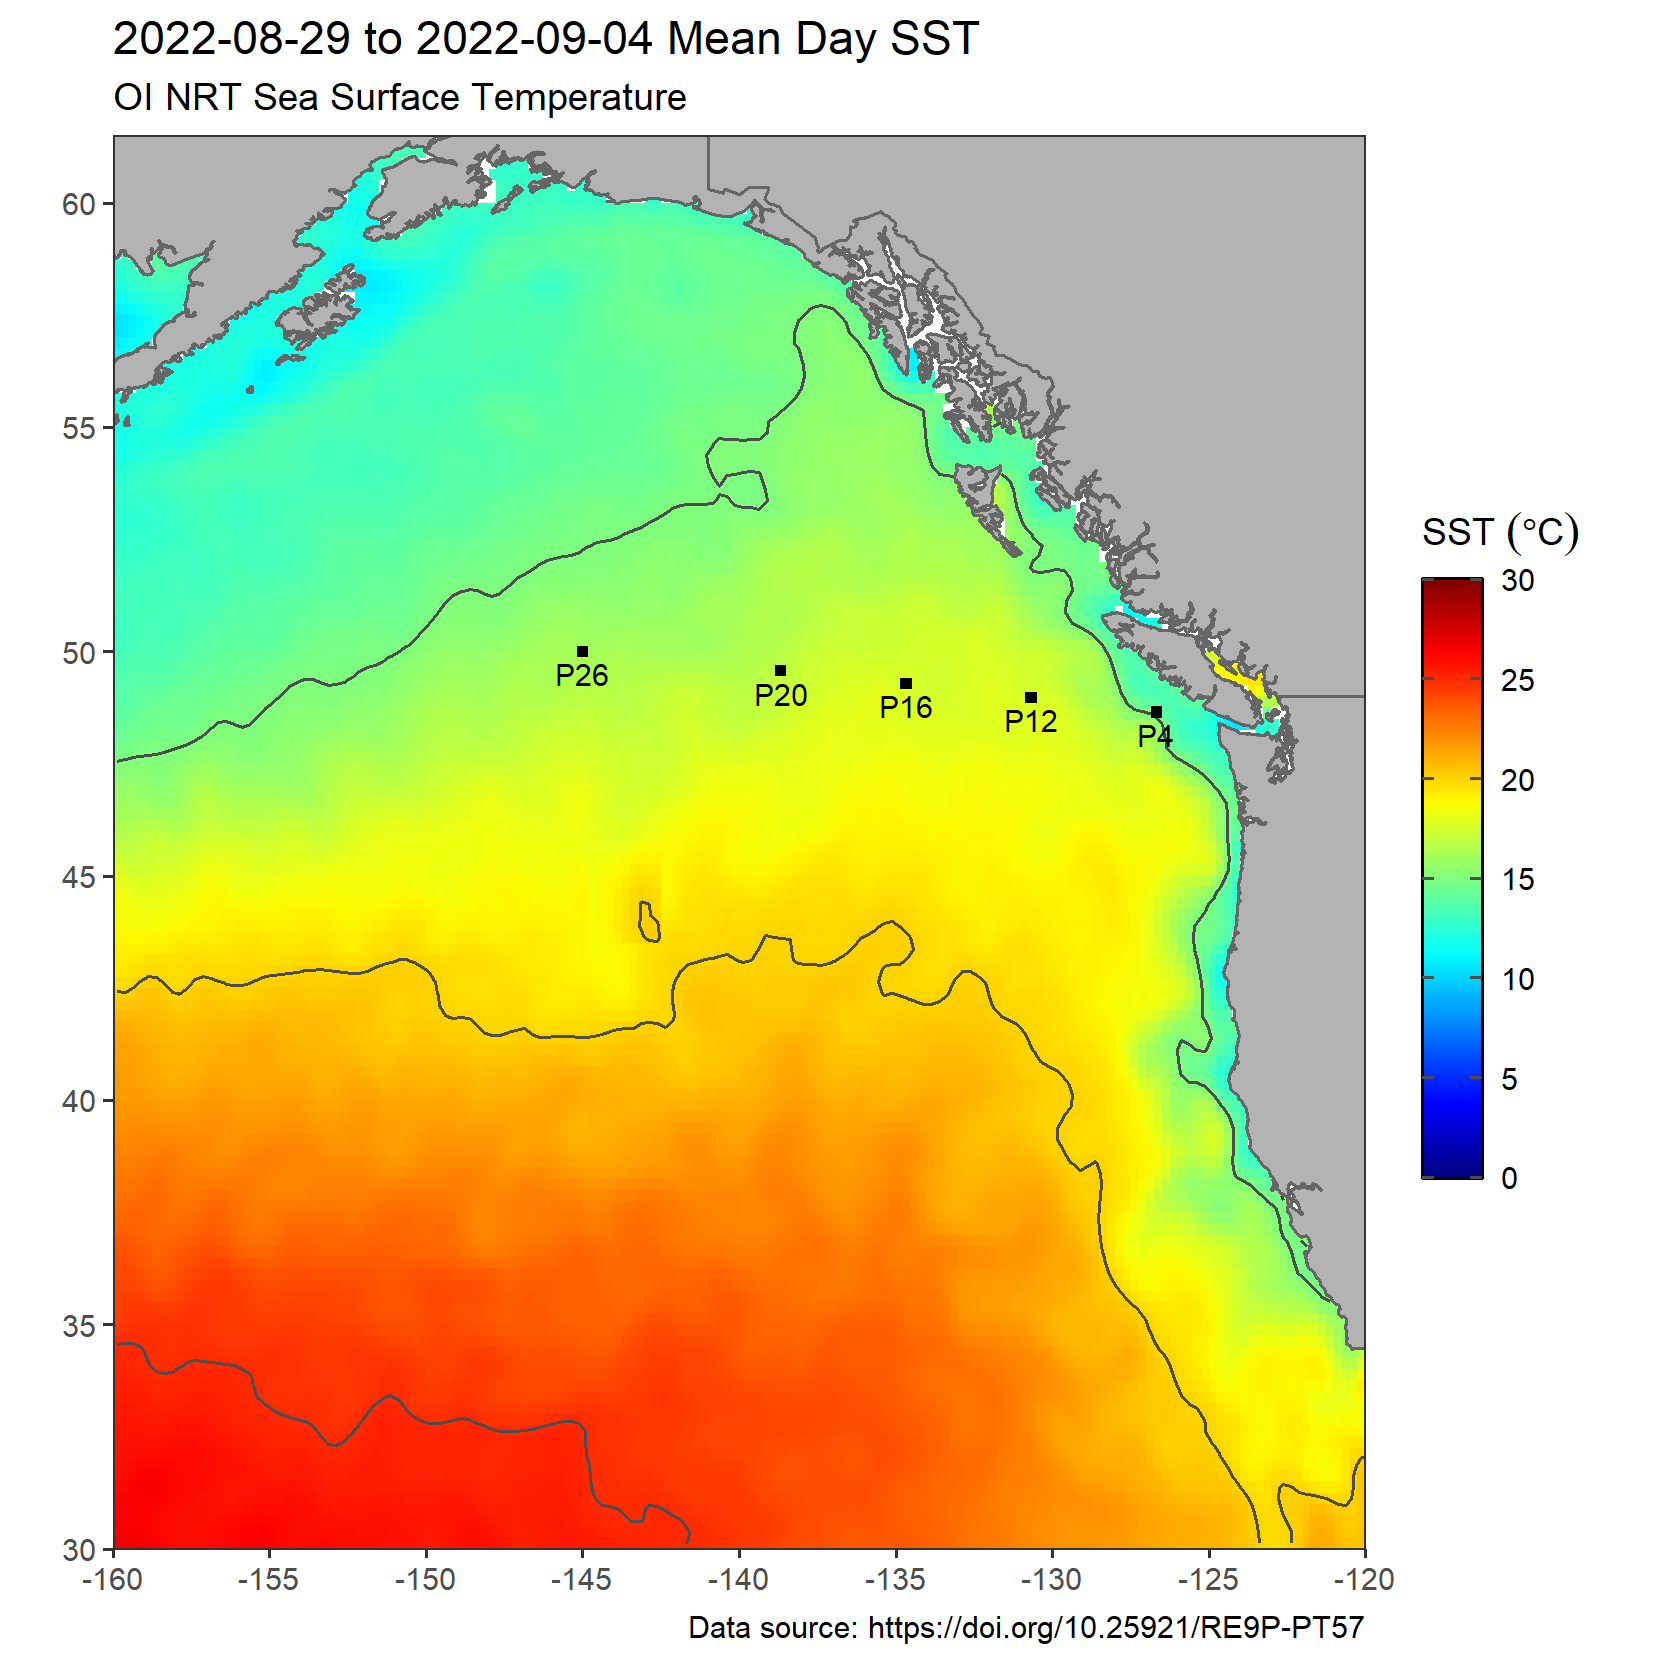 2022-08-29 to 2022-09-04 Mean Day SST
OI NRT Sea Surface Temperature
60
55
50
45
40
35
30
P26
P20
P16
P12
P4
-160
-155
-150
-145
-140
-135
-130
-125
-120
SST (°C)
30
25
20
15
10
5
0
Data source: https://doi.org/10.25921/RE9P-PT57